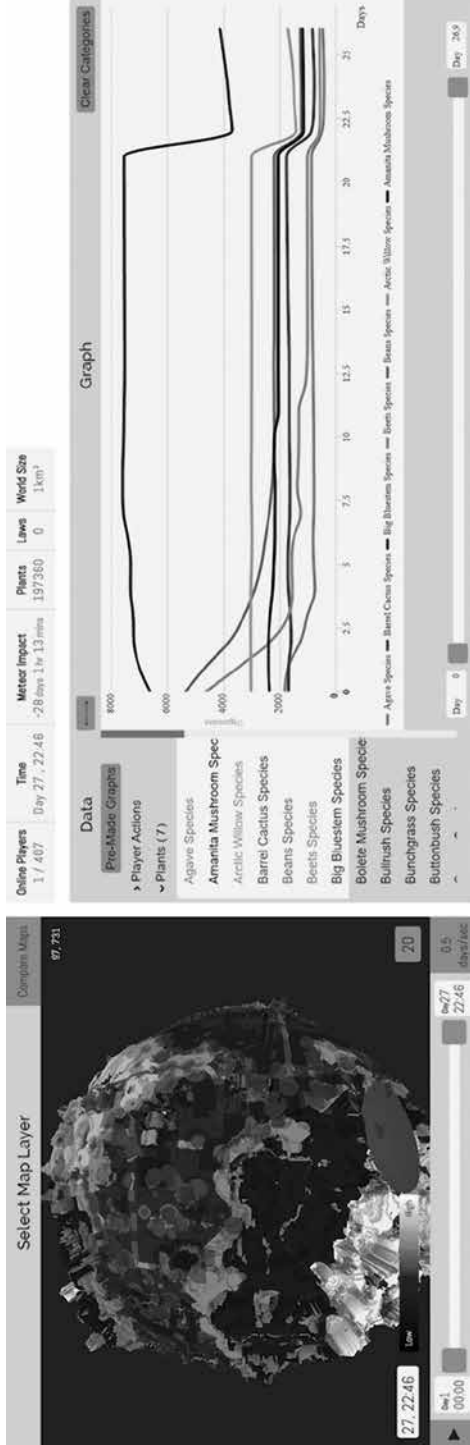 Select Map Layer
Compare Maps
97,731
20
Low
High
27, 22:46
Day 1
00:00
Day 27
22:46
0.5
days/sec
Online Players
Time
Meteor Impact
Plants
Laws
World Size
1 / 407
Day 27 , 22:46
-28 days 1 hr 13 mins
197360
0
1km²
Data
Pre-Made Graphs
Player Actions
Plants (7)
Agave Species
Amanita Mushroom Spec
Arctic Willow Species
Barrel Cactus Species
Beans Species
Beets Species
Big Bluestem Species
Bolete Mushroom Species
Bullrush Species
Bunchgrass Species
Buttonbush Species
Graph
Clear Categories
8000
6000
4000
2000
0
0
2.5
5
7.5
10
12.5
15
17.5
20
22.5
25
Days
Organisms
Agave Species
Barrel Cactus Species
Big Bluestem Species
Beets Species
Beans Species
Arctic Willow Species
Amanita Mushroom Species
Day 0
Day 26.9